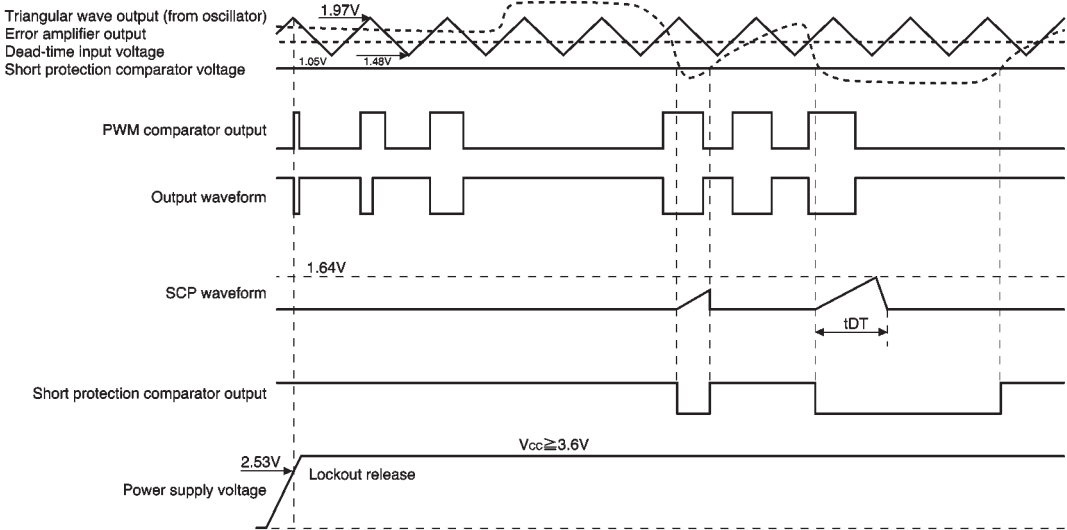 Triangular wave output (from oscillator)
1.97V
Error amplifier output
Dead-time input voltage
1.05V
1.48V
Short protection comparator voltage
PWM comparator output
Output waveform
1.64V
SCP waveform
tDT
Short protection comparator output
VCC≧3.6V
2.53V
Lockout release
Power supply voltage